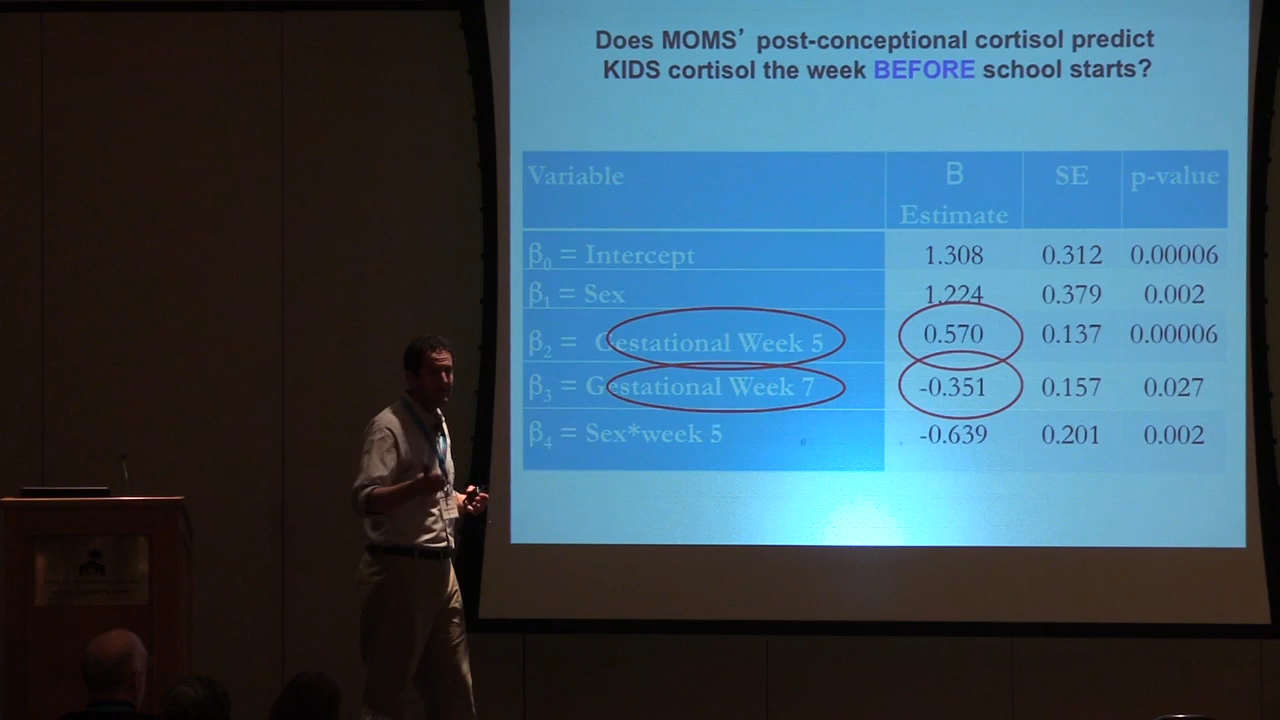 Does MOMS’ post-conceptional cortisol predict
KIDS cortisol the week BEFORE school starts?
Variable B Estimate SE p-value
β0 = Intercept 1.308 0.312 0.00006
β1 = Sex 1.224 0.379 0.002
β2 = Gestational Week 5 0.570 0.137 0.00006
β3 = Gestational Week 7 -0.351 0.157 0.027
β4 = Sex*week 5 -0.639 0.201 0.002